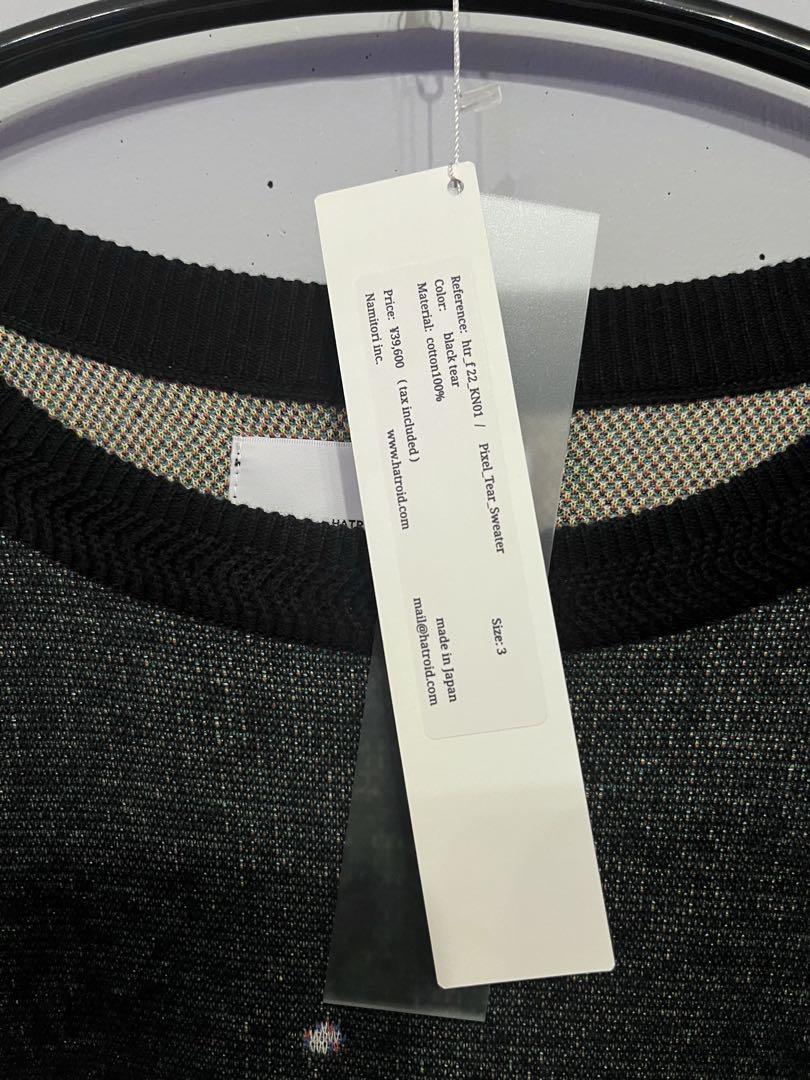 Reference: htr_f22_KN01 / Pixel_Tear_Sweater Size: 3
Color: black tear
Material: cotton100% made in Japan
Price: ¥39,600 (tax included) mail@hatroid.com
Namitori inc. www.hatroid.com
HATR